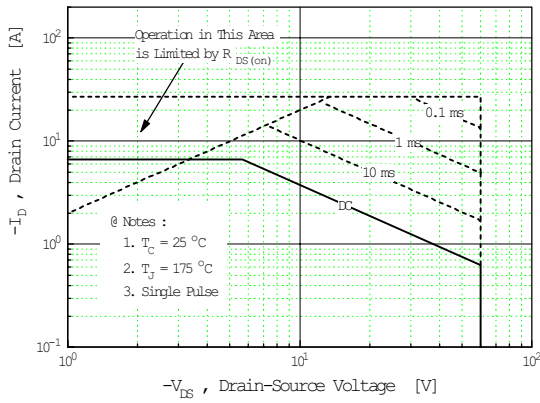 10²
10¹
10⁰
10⁻¹
-I_D , Drain Current [A]
Operation in This Area
is Limited by R DS(on)
0.1 ms
1 ms
10 ms
DC
@ Notes :
1. T_C = 25 °C
2. T_J = 175 °C
3. Single Pulse
10⁰ 10¹ 10²
-V_DS , Drain-Source Voltage [V]